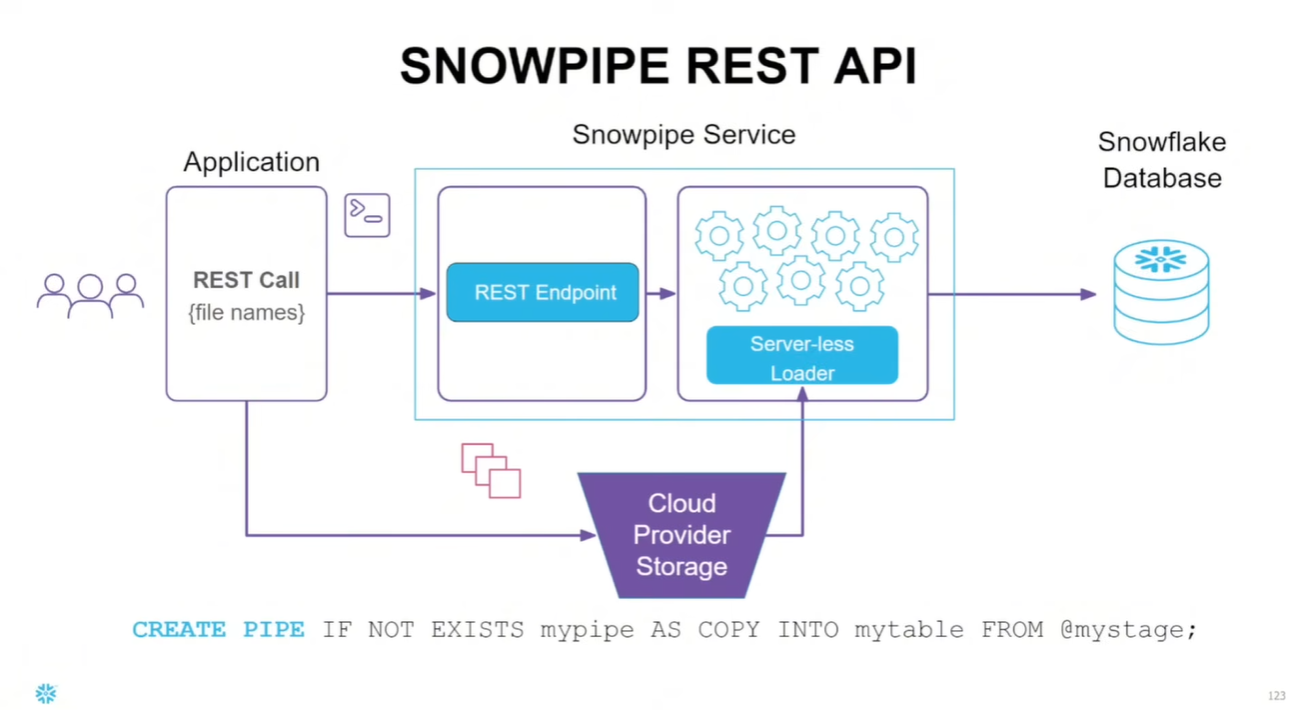 SNOWPIPE REST API
Snowpipe Service
Application
Snowflake
Database
REST Call
{file names}
REST Endpoint
Server-less
Loader
Cloud
Provider
Storage
CREATE PIPE IF NOT EXISTS mypipe AS COPY INTO mytable FROM @mystage;
123